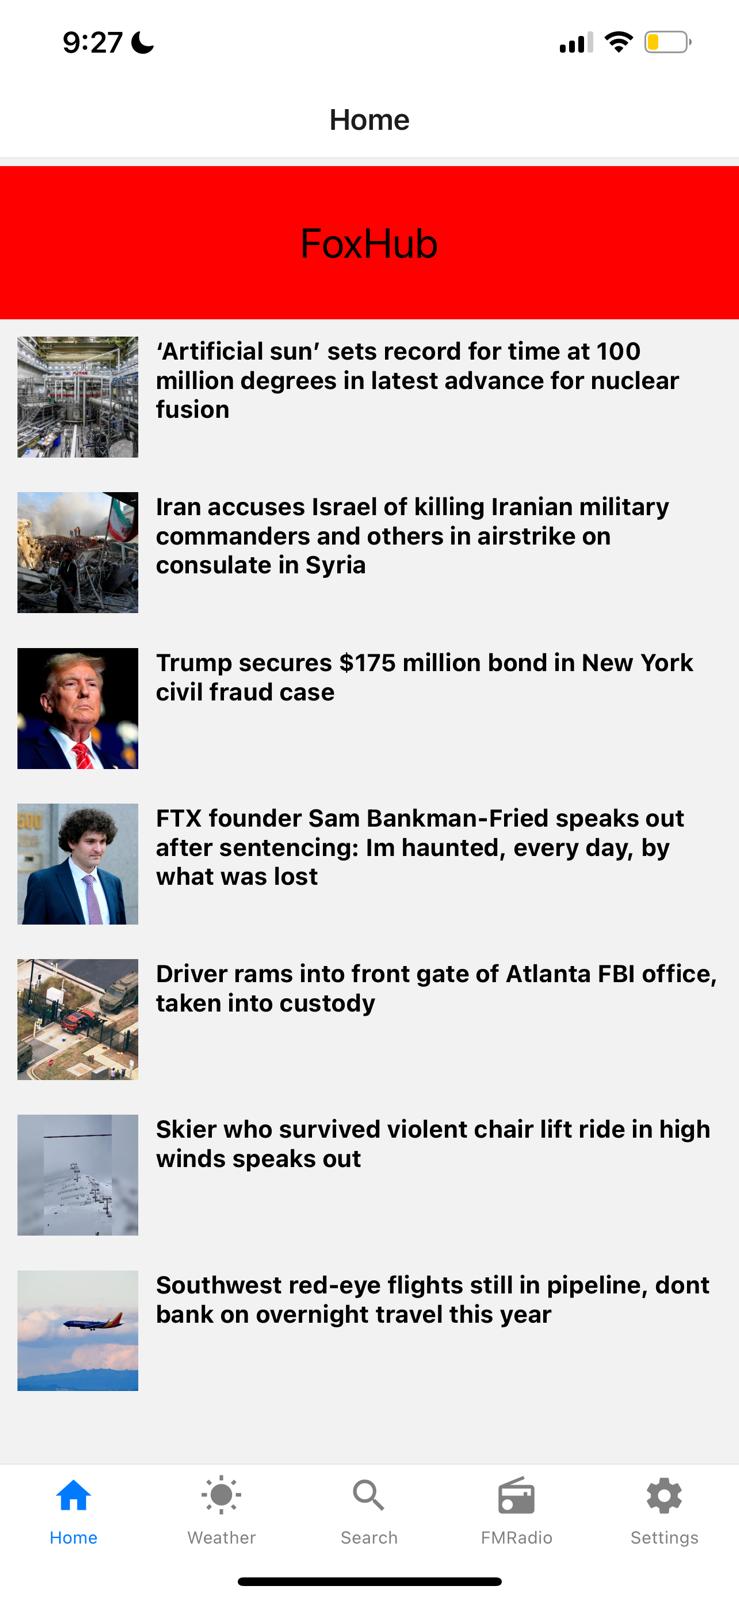 9:27
Home
FoxHub
‘Artificial sun’ sets record for time at 100
million degrees in latest advance for nuclear
fusion
Iran accuses Israel of killing Iranian military
commanders and others in airstrike on
consulate in Syria
Trump secures $175 million bond in New York
civil fraud case
FTX founder Sam Bankman-Fried speaks out
after sentencing: Im haunted, every day, by
what was lost
Driver rams into front gate of Atlanta FBI office,
taken into custody
Skier who survived violent chair lift ride in high
winds speaks out
Southwest red-eye flights still in pipeline, dont
bank on overnight travel this year
Home
Weather
Search
FMRadio
Settings